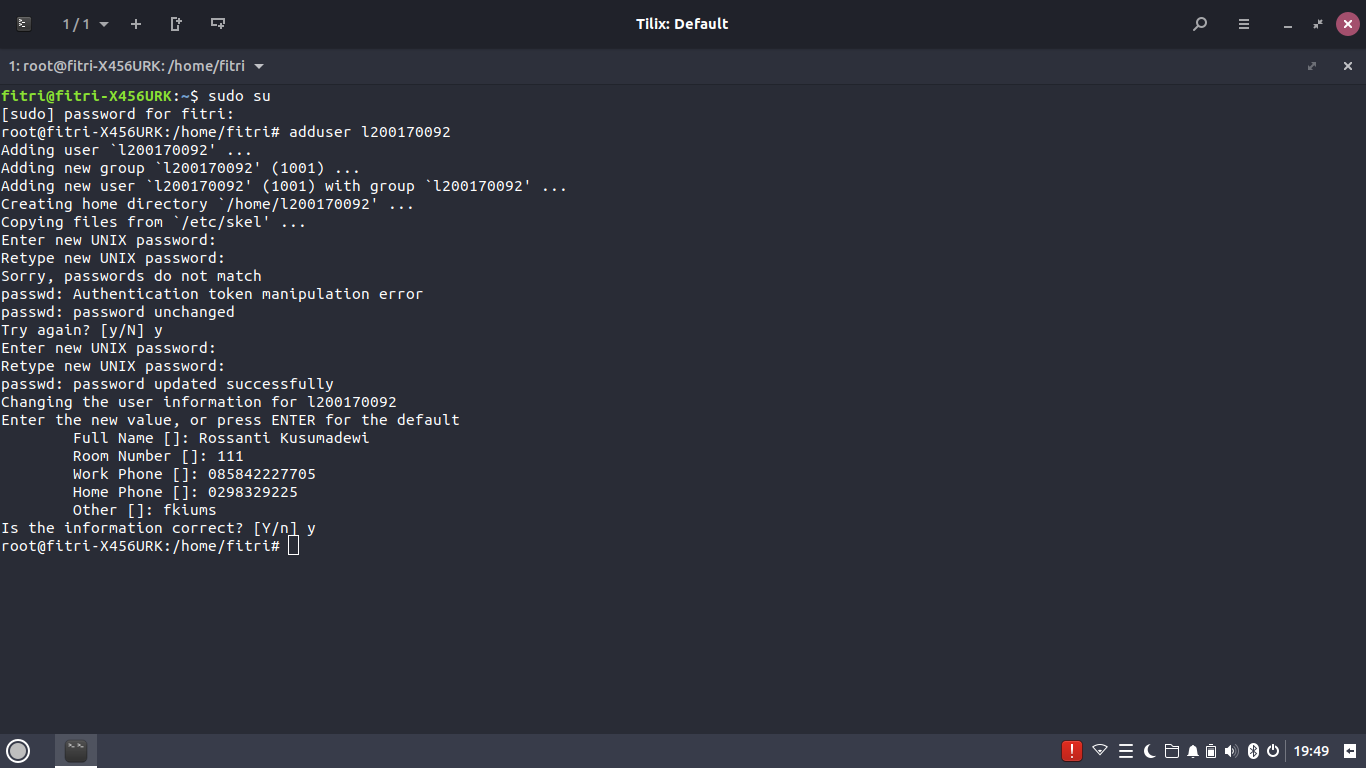 1 / 1
Tilix: Default
1: root@fitri-X456URK: /home/fitri
fitri@fitri-X456URK:~$ sudo su
[sudo] password for fitri:
root@fitri-X456URK:/home/fitri# adduser l200170092
Adding user `l200170092' ...
Adding new group `l200170092' (1001) ...
Adding new user `l200170092' (1001) with group `l200170092' ...
Creating home directory `/home/l200170092' ...
Copying files from `/etc/skel' ...
Enter new UNIX password:
Retype new UNIX password:
Sorry, passwords do not match
passwd: Authentication token manipulation error
passwd: password unchanged
Try again? [y/N] y
Enter new UNIX password:
Retype new UNIX password:
passwd: password updated successfully
Changing the user information for l200170092
Enter the new value, or press ENTER for the default
        Full Name []: Rossanti Kusumadewi
        Room Number []: 111
        Work Phone []: 085842227705
        Home Phone []: 0298329225
        Other []: fkiums
Is the information correct? [Y/n] y
root@fitri-X456URK:/home/fitri#
19:49